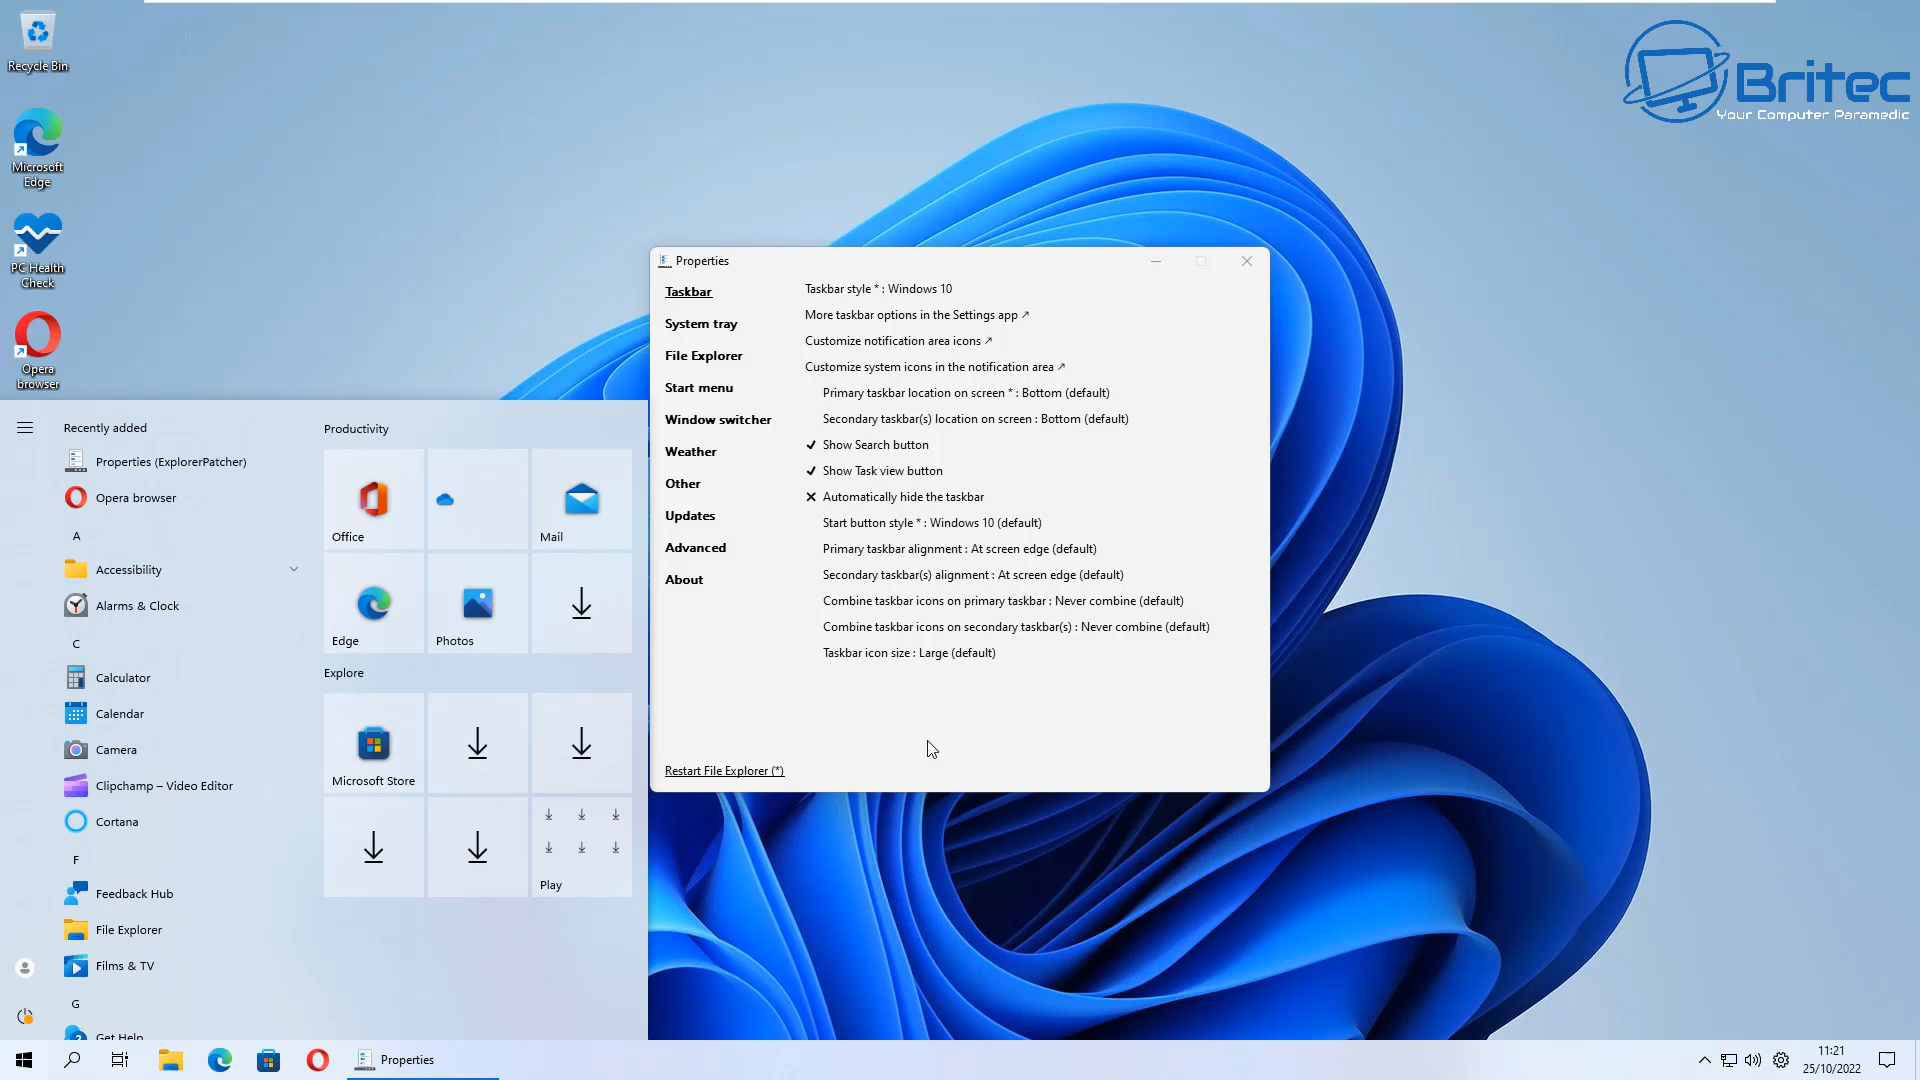 Recycle Bin
Microsoft
Edge
PC Health
Check
Opera
browser
Britec
Your Computer Paramedic
Properties
Taskbar
System tray
File Explorer
Start menu
Window switcher
Weather
Other
Updates
Advanced
About
Taskbar style * : Windows 10
More taskbar options in the Settings app ↗
Customize notification area icons ↗
Customize system icons in the notification area ↗
Primary taskbar location on screen * : Bottom (default)
Secondary taskbar(s) location on screen : Bottom (default)
Show Search button
Show Task view button
Automatically hide the taskbar
Start button style * : Windows 10 (default)
Primary taskbar alignment : At screen edge (default)
Secondary taskbar(s) alignment : At screen edge (default)
Combine taskbar icons on primary taskbar : Never combine (default)
Combine taskbar icons on secondary taskbar(s) : Never combine (default)
Taskbar icon size : Large (default)
Restart File Explorer (*)
Recently added
Properties (ExplorerPatcher)
Opera browser
A
Accessibility
Alarms & Clock
C
Calculator
Calendar
Camera
Clipchamp – Video Editor
Cortana
F
Feedback Hub
File Explorer
Films & TV
G
Get Help
Productivity
Office
Mail
Edge
Photos
Explore
Microsoft Store
Play
Properties
11:21
25/10/2022